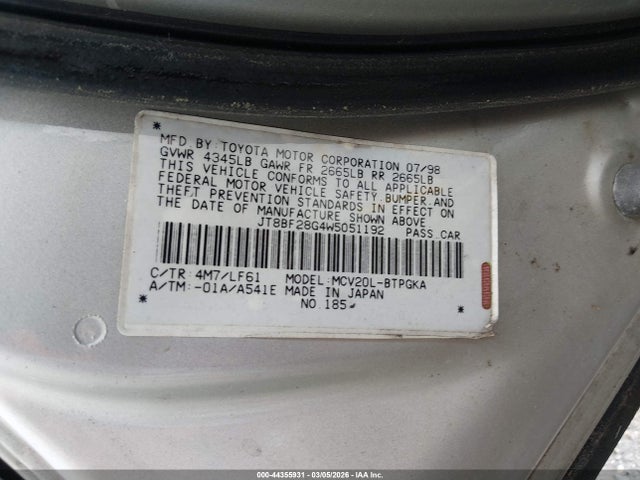 MFD BY: TOYOTA MOTOR CORPORATION 07/98
GVWR 4345LB GAWR FR 2665LB RR 2665LB
THIS VEHICLE CONFORMS TO ALL APPLICABLE
FEDERAL MOTOR VEHICLE SAFETY, BUMPER AND
THEFT PREVENTION STANDARDS IN EFFECT ON
THE DATE OF MANUFACTURE SHOWN ABOVE
JT8BF28G4W5051192 PASS. CAR
C/TR: 4M7/LF61 MODEL: MCV20L-BTPGKA
A/TM: -01A/A541E MADE IN JAPAN
NO. 185
000-44355931 | 03/05/2026 | IAA, Inc.